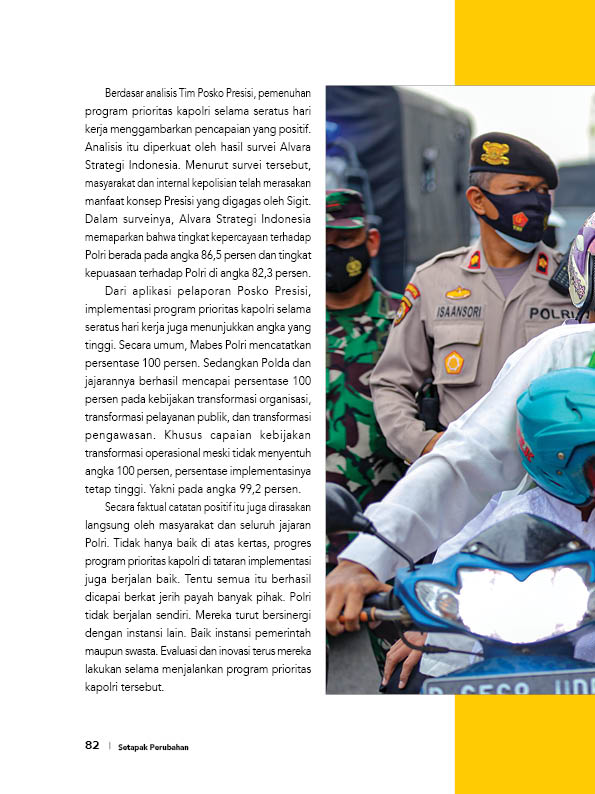 Berdasar analisis Tim Posko Presisi, pemenuhan
program prioritas kapolri selama seratus hari
kerja menggambarkan pencapaian yang positif.
Analisis itu diperkuat oleh hasil survei Alvara
Strategi Indonesia. Menurut survei tersebut,
masyarakat dan internal kepolisian telah merasakan
manfaat konsep Presisi yang digagas oleh Sigit.
Dalam surveinya, Alvara Strategi Indonesia
memaparkan bahwa tingkat kepercayaan terhadap
Polri berada pada angka 86,5 persen dan tingkat
kepuasaan terhadap Polri di angka 82,3 persen.
Dari aplikasi pelaporan Posko Presisi,
implementasi program prioritas kapolri selama
seratus hari kerja juga menunjukkan angka yang
tinggi. Secara umum, Mabes Polri mencatatkan
persentase 100 persen. Sedangkan Polda dan
jajarannya berhasil mencapai persentase 100
persen pada kebijakan transformasi organisasi,
transformasi pelayanan publik, dan transformasi
pengawasan. Khusus capaian kebijakan
transformasi operasional meski tidak menyentuh
angka 100 persen, persentase implementasinya
tetap tinggi. Yakni pada angka 99,2 persen.
Secara faktual catatan positif itu juga dirasakan
langsung oleh masyarakat dan seluruh jajaran
Polri. Tidak hanya baik di atas kertas, progres
program prioritas kapolri di tataran implementasi
juga berjalan baik. Tentu semua itu berhasil
dicapai berkat jerih payah banyak pihak. Polri
tidak berjalan sendiri. Mereka turut bersinergi
dengan instansi lain. Baik instansi pemerintah
maupun swasta. Evaluasi dan inovasi terus mereka
lakukan selama menjalankan program prioritas
kapolri tersebut.
ISA ANSORI
POLRI
82 | Setapak Perubahan